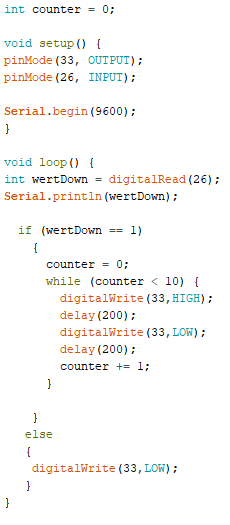 int counter = 0;

void setup() {
pinMode(33, OUTPUT);
pinMode(26, INPUT);

Serial.begin(9600);
}

void loop() {
int wertDown = digitalRead(26);
Serial.println(wertDown);

  if (wertDown == 1)
    {
      counter = 0;
      while (counter < 10) {
        digitalWrite(33,HIGH);
        delay(200);
        digitalWrite(33,LOW);
        delay(200);
        counter += 1;
      }

    }
   else
   {
    digitalWrite(33,LOW);
   }
}